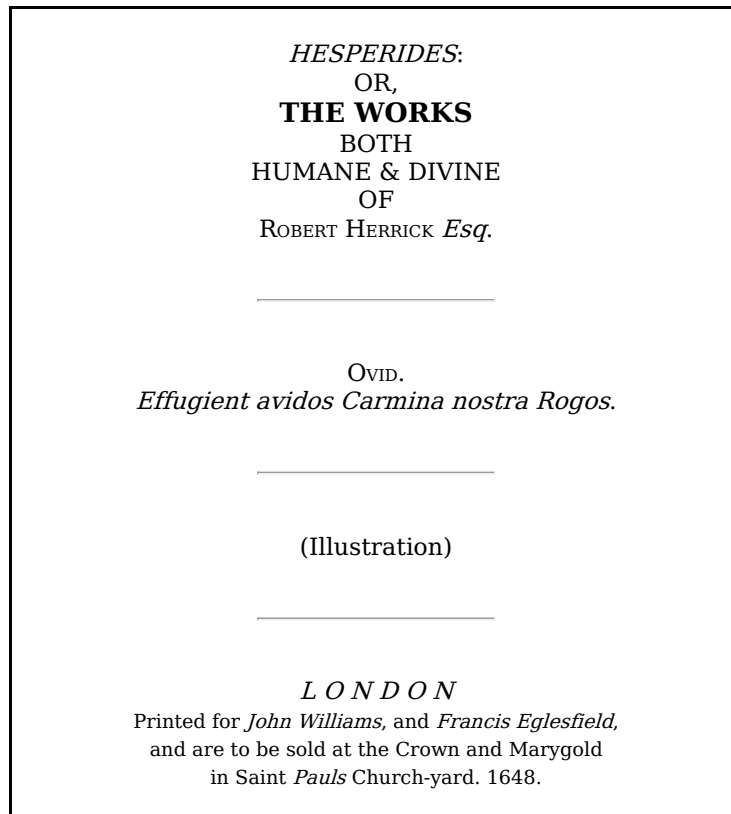 HESPERIDES:
OR,
THE WORKS
BOTH
HUMANE & DIVINE
OF
ROBERT HERRICK Esq.
OVID.
Effugient avidos Carmina nostra Rogos.
(Illustration)
LONDON
Printed for John Williams, and Francis Eglesfield,
and are to be sold at the Crown and Marygold
in Saint Pauls Church-yard. 1648.